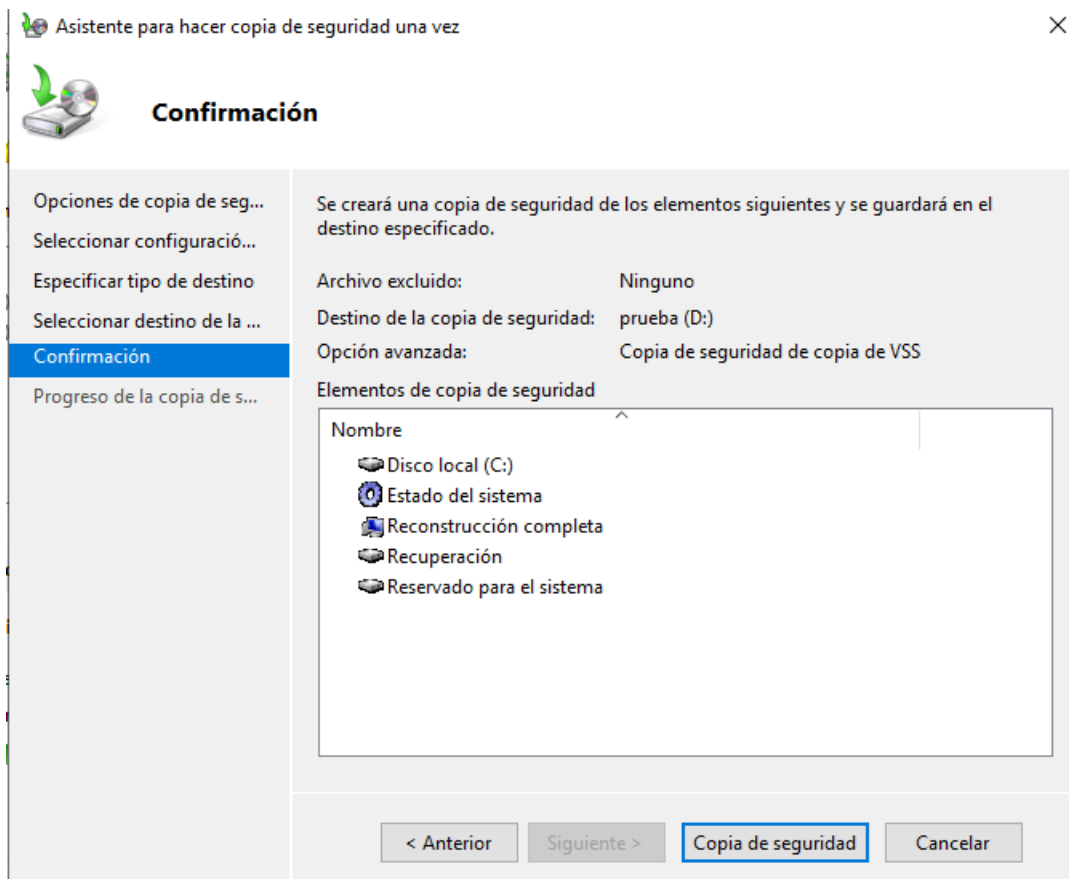 Asistente para hacer copia de seguridad una vez
Confirmación
Opciones de copia de seg...
Seleccionar configuració...
Especificar tipo de destino
Seleccionar destino de la ...
Confirmación
Progreso de la copia de s...
Se creará una copia de seguridad de los elementos siguientes y se guardará en el
destino especificado.
Archivo excluido: Ninguno
Destino de la copia de seguridad: prueba (D:)
Opción avanzada: Copia de seguridad de copia de VSS
Elementos de copia de seguridad
Nombre
Disco local (C:)
Estado del sistema
Reconstrucción completa
Recuperación
Reservado para el sistema
< Anterior Siguiente > Copia de seguridad Cancelar